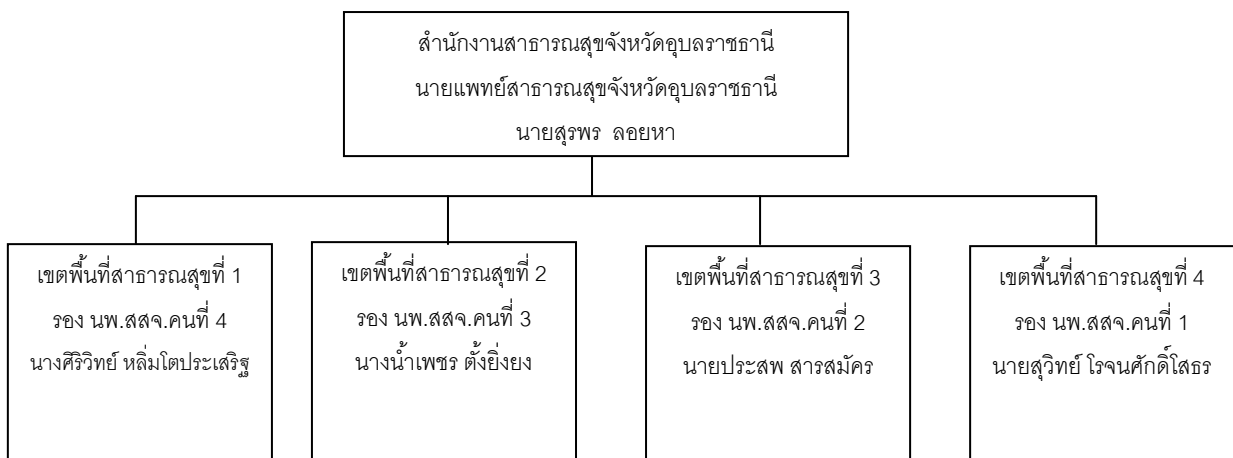 สำนักงานสาธารณสุขจังหวัดอุบลราชธานี
นายแพทย์สาธารณสุขจังหวัดอุบลราชธานี
นายสุรพร ลอยหา
เขตพื้นที่สาธารณสุขที่ 1
รอง นพ.สสจ.คนที่ 4
นางศิริวิทย์ หลิ่มโตประเสริฐ
เขตพื้นที่สาธารณสุขที่ 2
รอง นพ.สสจ.คนที่ 3
นางน้ำเพชร ตั้งยิ่งยง
เขตพื้นที่สาธารณสุขที่ 3
รอง นพ.สสจ.คนที่ 2
นายประสพ สารสมัคร
เขตพื้นที่สาธารณสุขที่ 4
รอง นพ.สสจ.คนที่ 1
นายสุวิทย์ โรจนศักดิ์โสธร